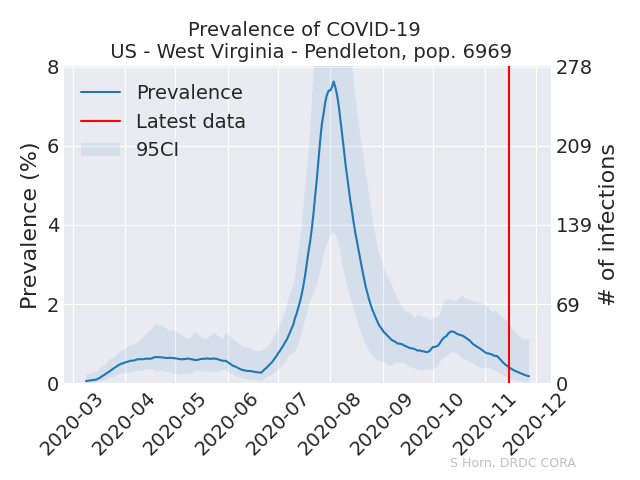 Prevalence of COVID-19
US - West Virginia - Pendleton, pop. 6969
Prevalence
Latest data
95CI
Prevalence (%)
8
6
4
2
0
278
209
139
69
0
# of infections
2020-03
2020-04
2020-05
2020-06
2020-07
2020-08
2020-09
2020-10
2020-11
2020-12
S Horn, DRDC CORA